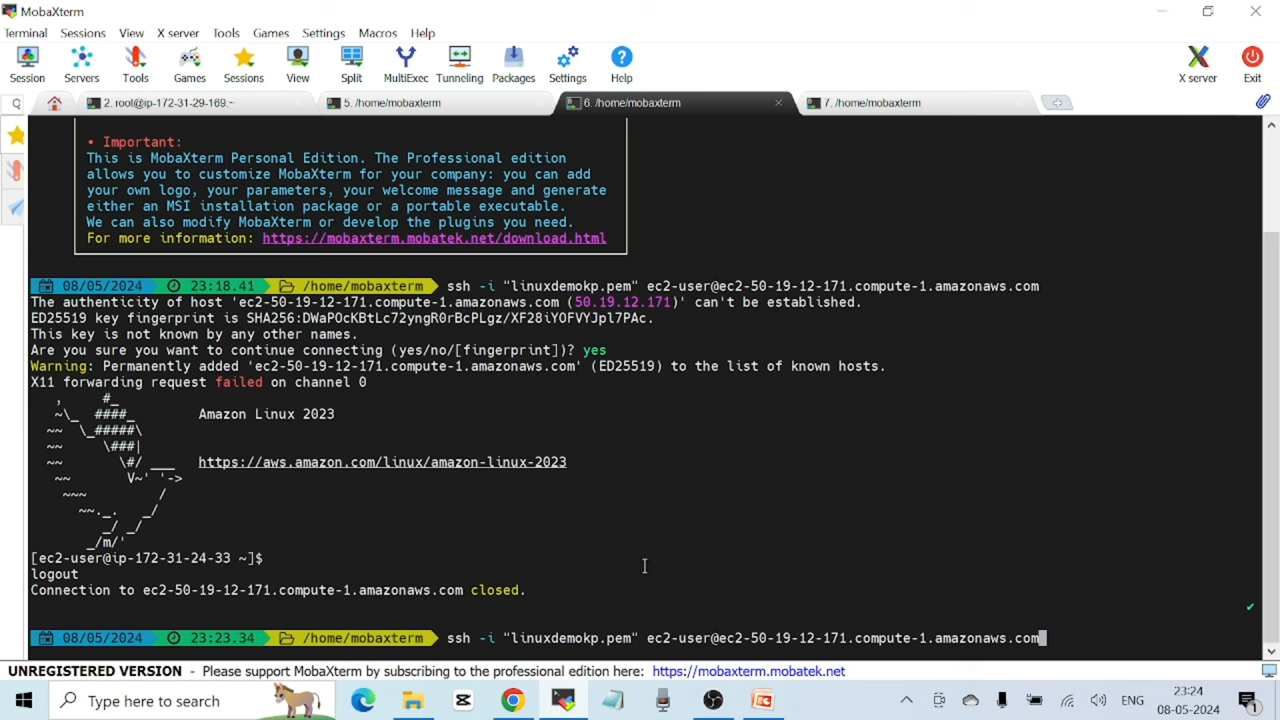 MobaXterm
Terminal Sessions View X server Tools Games Settings Macros Help
Session Servers Tools Games Sessions View Split MultiExec Tunneling Packages Settings Help X server Exit
2. root@ip-172-31-29-169:~ 5. /home/mobaxterm 6. /home/mobaxterm 7. /home/mobaxterm
• Important:
This is MobaXterm Personal Edition. The Professional edition
allows you to customize MobaXterm for your company: you can add
your own logo, your parameters, your welcome message and generate
either an MSI installation package or a portable executable.
We can also modify MobaXterm or develop the plugins you need.
For more information: https://mobaxterm.mobatek.net/download.html
08/05/2024 23:18.41 /home/mobaxterm ssh -i "linuxdemokp.pem" ec2-user@ec2-50-19-12-171.compute-1.amazonaws.com
The authenticity of host 'ec2-50-19-12-171.compute-1.amazonaws.com (50.19.12.171)' can't be established.
ED25519 key fingerprint is SHA256:DWaPOcKBtLc72yngR0rBcPLgz/XF28iYOFVYJpl7PAc.
This key is not known by any other names.
Are you sure you want to continue connecting (yes/no/[fingerprint])? yes
Warning: Permanently added 'ec2-50-19-12-171.compute-1.amazonaws.com' (ED25519) to the list of known hosts.
X11 forwarding request failed on channel 0
   ,     #_
   ~\_  ####_        Amazon Linux 2023
  ~~  \_#####\
  ~~     \###|
  ~~       \#/ ___   https://aws.amazon.com/linux/amazon-linux-2023
   ~~       V~' '->
    ~~~         /
      ~~._.   _/
         _/ _/
       _/m/'
[ec2-user@ip-172-31-24-33 ~]$
logout
Connection to ec2-50-19-12-171.compute-1.amazonaws.com closed.
08/05/2024 23:23.34 /home/mobaxterm ssh -i "linuxdemokp.pem" ec2-user@ec2-50-19-12-171.compute-1.amazonaws.com
UNREGISTERED VERSION - Please support MobaXterm by subscribing to the professional edition here: https://mobaxterm.mobatek.net
Type here to search ENG 23:24
08-05-2024
1